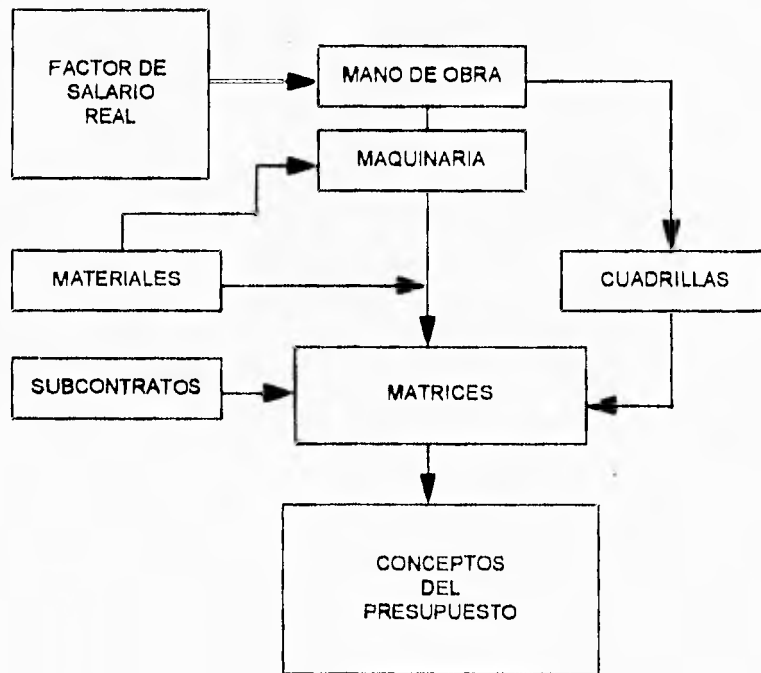 FACTOR DE
SALARIO
REAL
MANO DE OBRA
MAQUINARIA
MATERIALES
CUADRILLAS
SUBCONTRATOS
MATRICES
CONCEPTOS
DEL
PRESUPUESTO